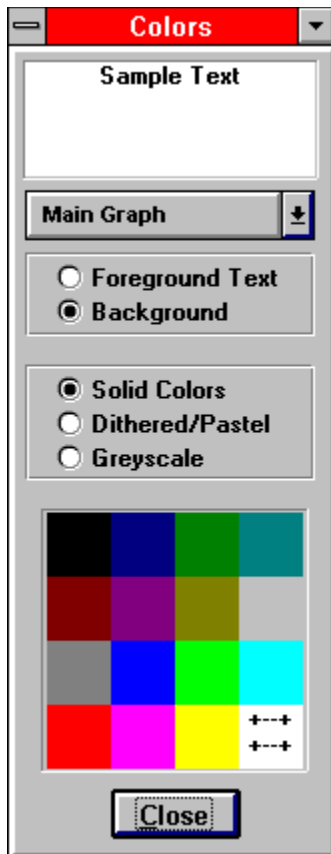 Colors
Sample Text
Main Graph
Foreground Text
Background
Solid Colors
Dithered/Pastel
Greyscale
+--+
+--+
Close